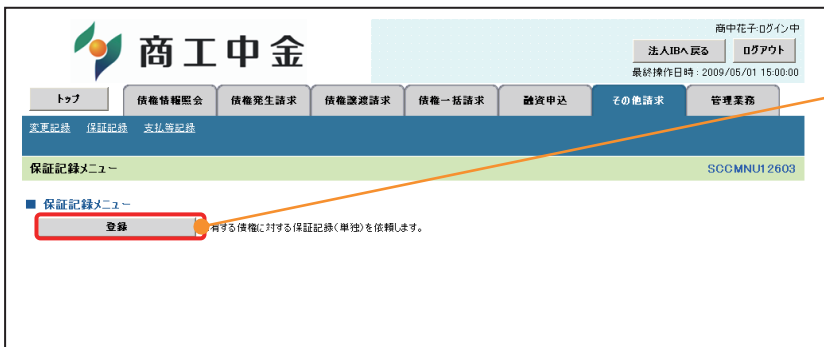 商工中金
商中花子:ログイン中
法人IBへ戻る ログアウト
最終操作日時:2009/05/01 15:00:00
トップ 債権情報照会 債権発生請求 債権譲渡請求 債権一括請求 融資申込 その他請求 管理業務
変更記録 保証記録 支払等記録
保証記録メニュー SCCMNU12603
■ 保証記録メニュー
登録 有する債権に対する保証記録(単独)を依頼します。